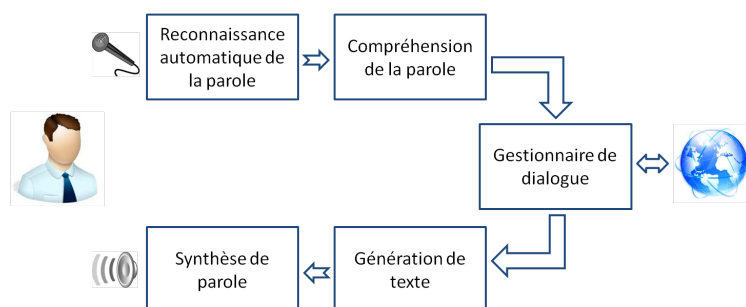 Reconnaissance
automatique de
la parole
Compréhension
de la parole
Gestionnaire de
dialogue
Génération de
texte
Synthèse de
parole